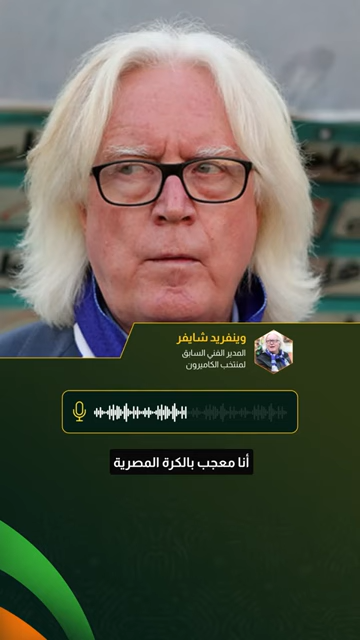 وينفريد شايفر
المدير الفني السابق
لمنتخب الكاميرون
أنا معجب بالكرة المصرية